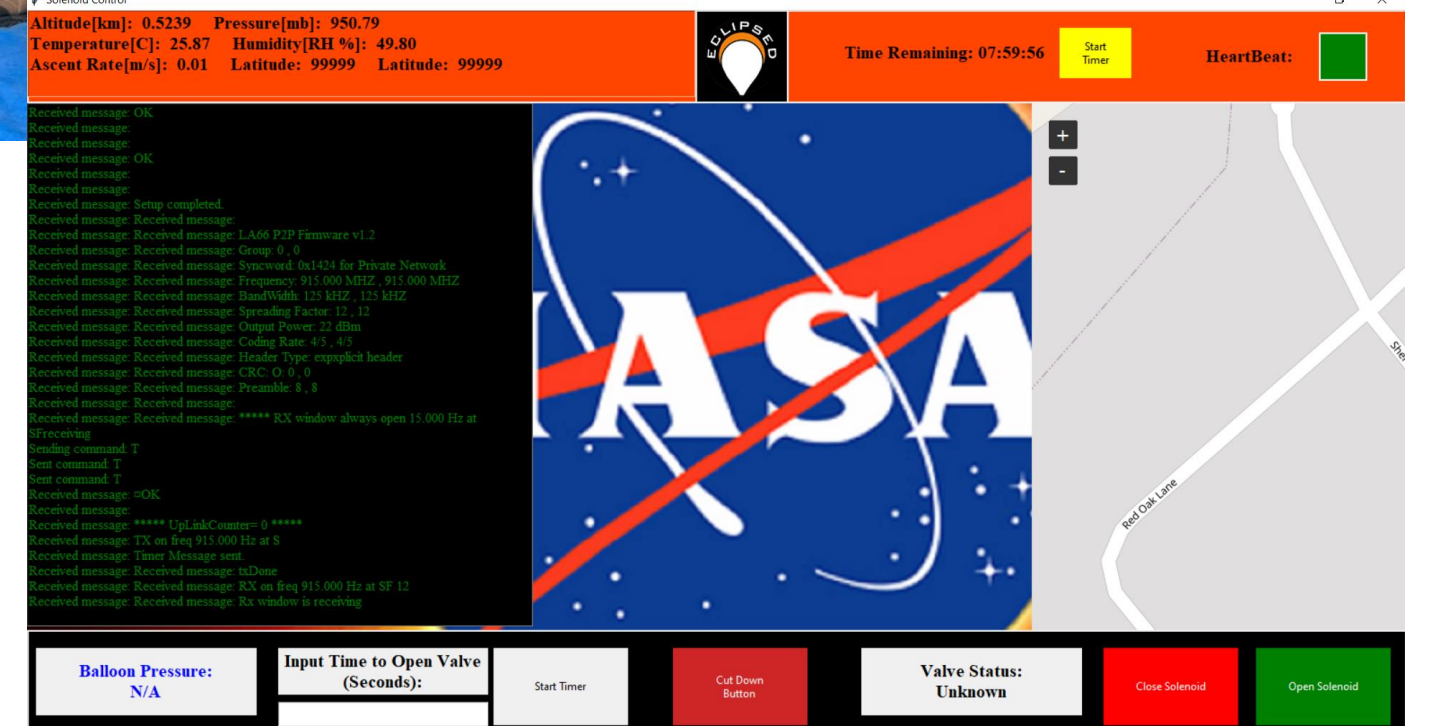 Solenoid Control
Altitude[km]: 0.5239 Pressure[mb]: 950.79
Temperature[C]: 25.87 Humidity[RH %]: 49.80
Ascent Rate[m/s]: 0.01 Latitude: 99999 Latitude: 99999
ECLIPSED
Time Remaining: 07:59:56
Start
Timer
HeartBeat:
Received message: OK
Received message:
Received message:
Received message: OK
Received message:
Received message:
Received message: Setup completed.
Received message: Received message:
Received message: Received message: LA66 P2P Firmware v1.2
Received message: Received message: Group: 0 , 0
Received message: Received message: Syncword: 0x1424 for Private Network
Received message: Received message: Frequency: 915.000 MHZ , 915.000 MHZ
Received message: Received message: BandWidth: 125 kHZ , 125 kHZ
Received message: Received message: Spreading Factor: 12 , 12
Received message: Received message: Output Power: 22 dBm
Received message: Received message: Coding Rate: 4/5 , 4/5
Received message: Received message: Header Type: expxplicit header
Received message: Received message: CRC: O: 0 , 0
Received message: Received message: Preamble: 8 , 8
Received message: Received message:
Received message: Received message: ***** RX window always open 15.000 Hz at
SFreceiving
Sending command: T
Sent command: T
Sent command: T
Received message: ¤OK
Received message:
Received message: ***** UpLinkCounter= 0 *****
Received message: TX on freq 915.000 Hz at S
Received message: Timer Message sent.
Received message: Received message: txDone
Received message: Received message: RX on freq 915.000 Hz at SF 12
Received message: Received message: Rx window is receiving
ASA
+
-
Red Oak Lane
She
Balloon Pressure:
N/A
Input Time to Open Valve
(Seconds):
Start Timer
Cut Down
Button
Valve Status:
Unknown
Close Solenoid
Open Solenoid